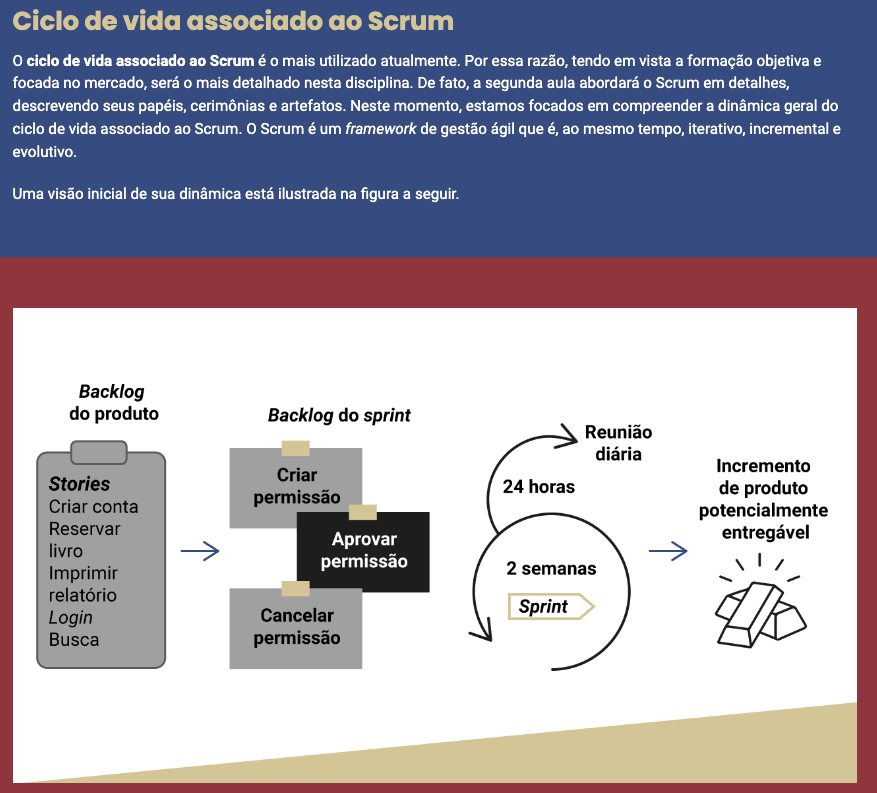 Ciclo de vida associado ao Scrum
O ciclo de vida associado ao Scrum é o mais utilizado atualmente. Por essa razão, tendo em vista a formação objetiva e
focada no mercado, será o mais detalhado nesta disciplina. De fato, a segunda aula abordará o Scrum em detalhes,
descrevendo seus papéis, cerimônias e artefatos. Neste momento, estamos focados em compreender a dinâmica geral do
ciclo de vida associado ao Scrum. O Scrum é um framework de gestão ágil que é, ao mesmo tempo, iterativo, incremental e
evolutivo.
Uma visão inicial de sua dinâmica está ilustrada na figura a seguir.
Backlog
do produto
Stories
Criar conta
Reservar
livro
Imprimir
relatório
Login
Busca
Backlog do sprint
Criar
permissão
Aprovar
permissão
Cancelar
permissão
Reunião
diária
24 horas
2 semanas
Sprint
Incremento
de produto
potencialmente
entregável